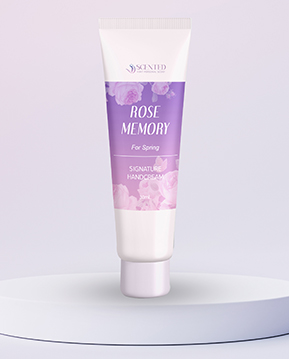 SCENTED
ROSE
MEMORY
For Spring
SIGNATURE
HANDCREAM